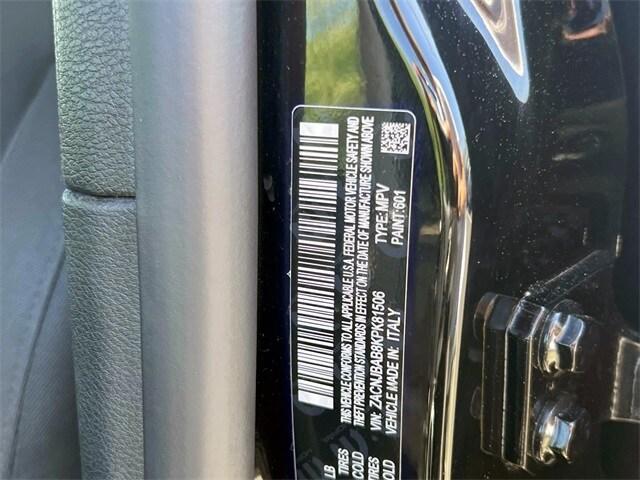 THIS VEHICLE CONFORMS TO ALL APPLICABLE U.S.A. FEDERAL MOTOR VEHICLE SAFETY AND
THEFT PREVENTION STANDARDS IN EFFECT ON THE DATE OF MANUFACTURE SHOWN ABOVE
VIN: ZACNJBAB8KPK81506 TYPE: MPV
VEHICLE MADE IN: ITALY PAINT:601
LB
TIRES
COLD
TIRES
COLD